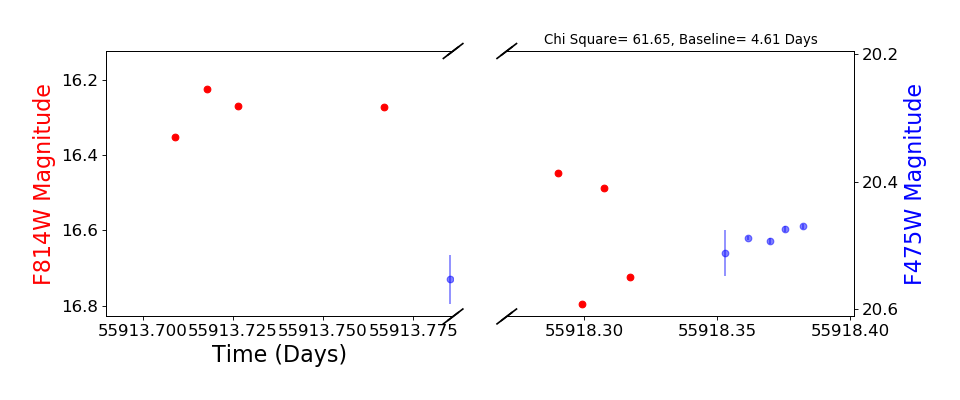 Chi Square= 61.65, Baseline= 4.61 Days
F814W Magnitude
16.2
16.4
16.6
16.8
20.2
20.4
20.6
F475W Magnitude
55913.700 55913.725 55913.750 55913.775 55918.30 55918.35 55918.40
Time (Days)